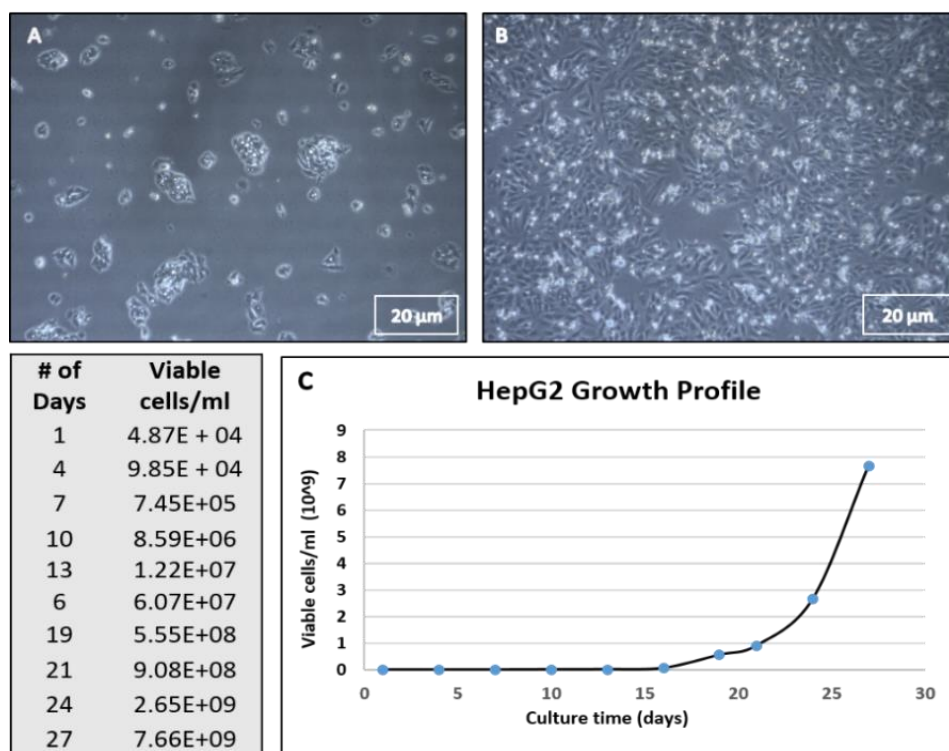 A
B
20 µm
20 µm
# of Days Viable cells/ml
1 4.87E + 04
4 9.85E + 04
7 7.45E+05
10 8.59E+06
13 1.22E+07
6 6.07E+07
19 5.55E+08
21 9.08E+08
24 2.65E+09
27 7.66E+09
C
HepG2 Growth Profile
Viable cells/ml (10^9)
9
8
7
6
5
4
3
2
1
0
0 5 10 15 20 25 30
Culture time (days)